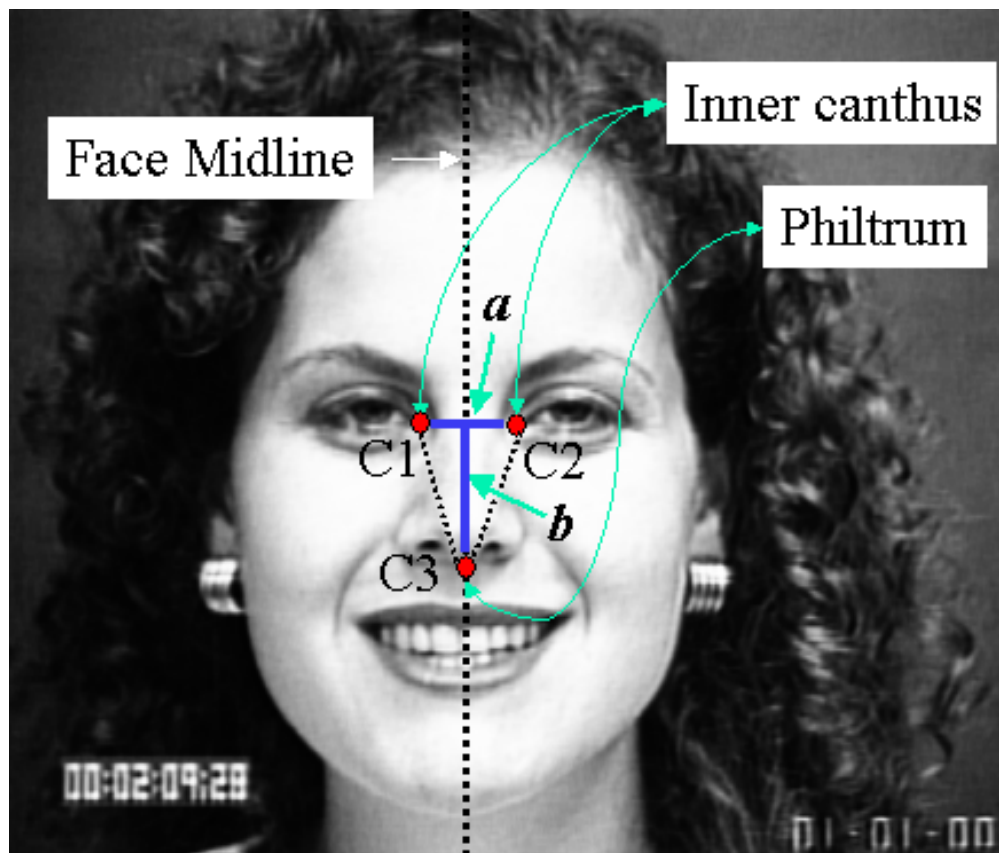 Inner canthus
Face Midline
Philtrum
a
C1
C2
b
C3
00:02:09:28
01-01-00